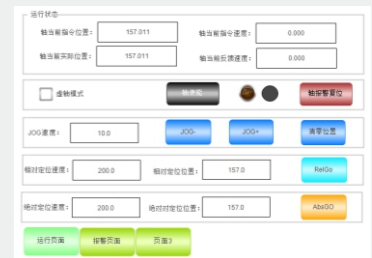 运行状态
轴当前指令位置： 157.011 轴当前指令速度： 0.000
轴当前实际位置： 157.011 轴当前反馈速度： 0.000
虚轴模式 轴使能 轴报警复位
JOG速度： 10.0 JOG- JOG+ 清零位置
相对定位速度： 200.0 相对定位位置： 157.0 RelGo
绝对定位速度： 200.0 绝对对定位位置： 157.0 AbsGO
运行页面 报警页面 页面3